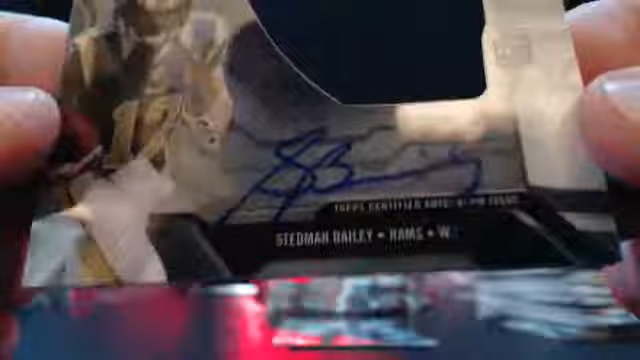 TOPPS CERTIFIED AUTOGRAPH ISSUE
STEDMAN BAILEY • RAMS • W